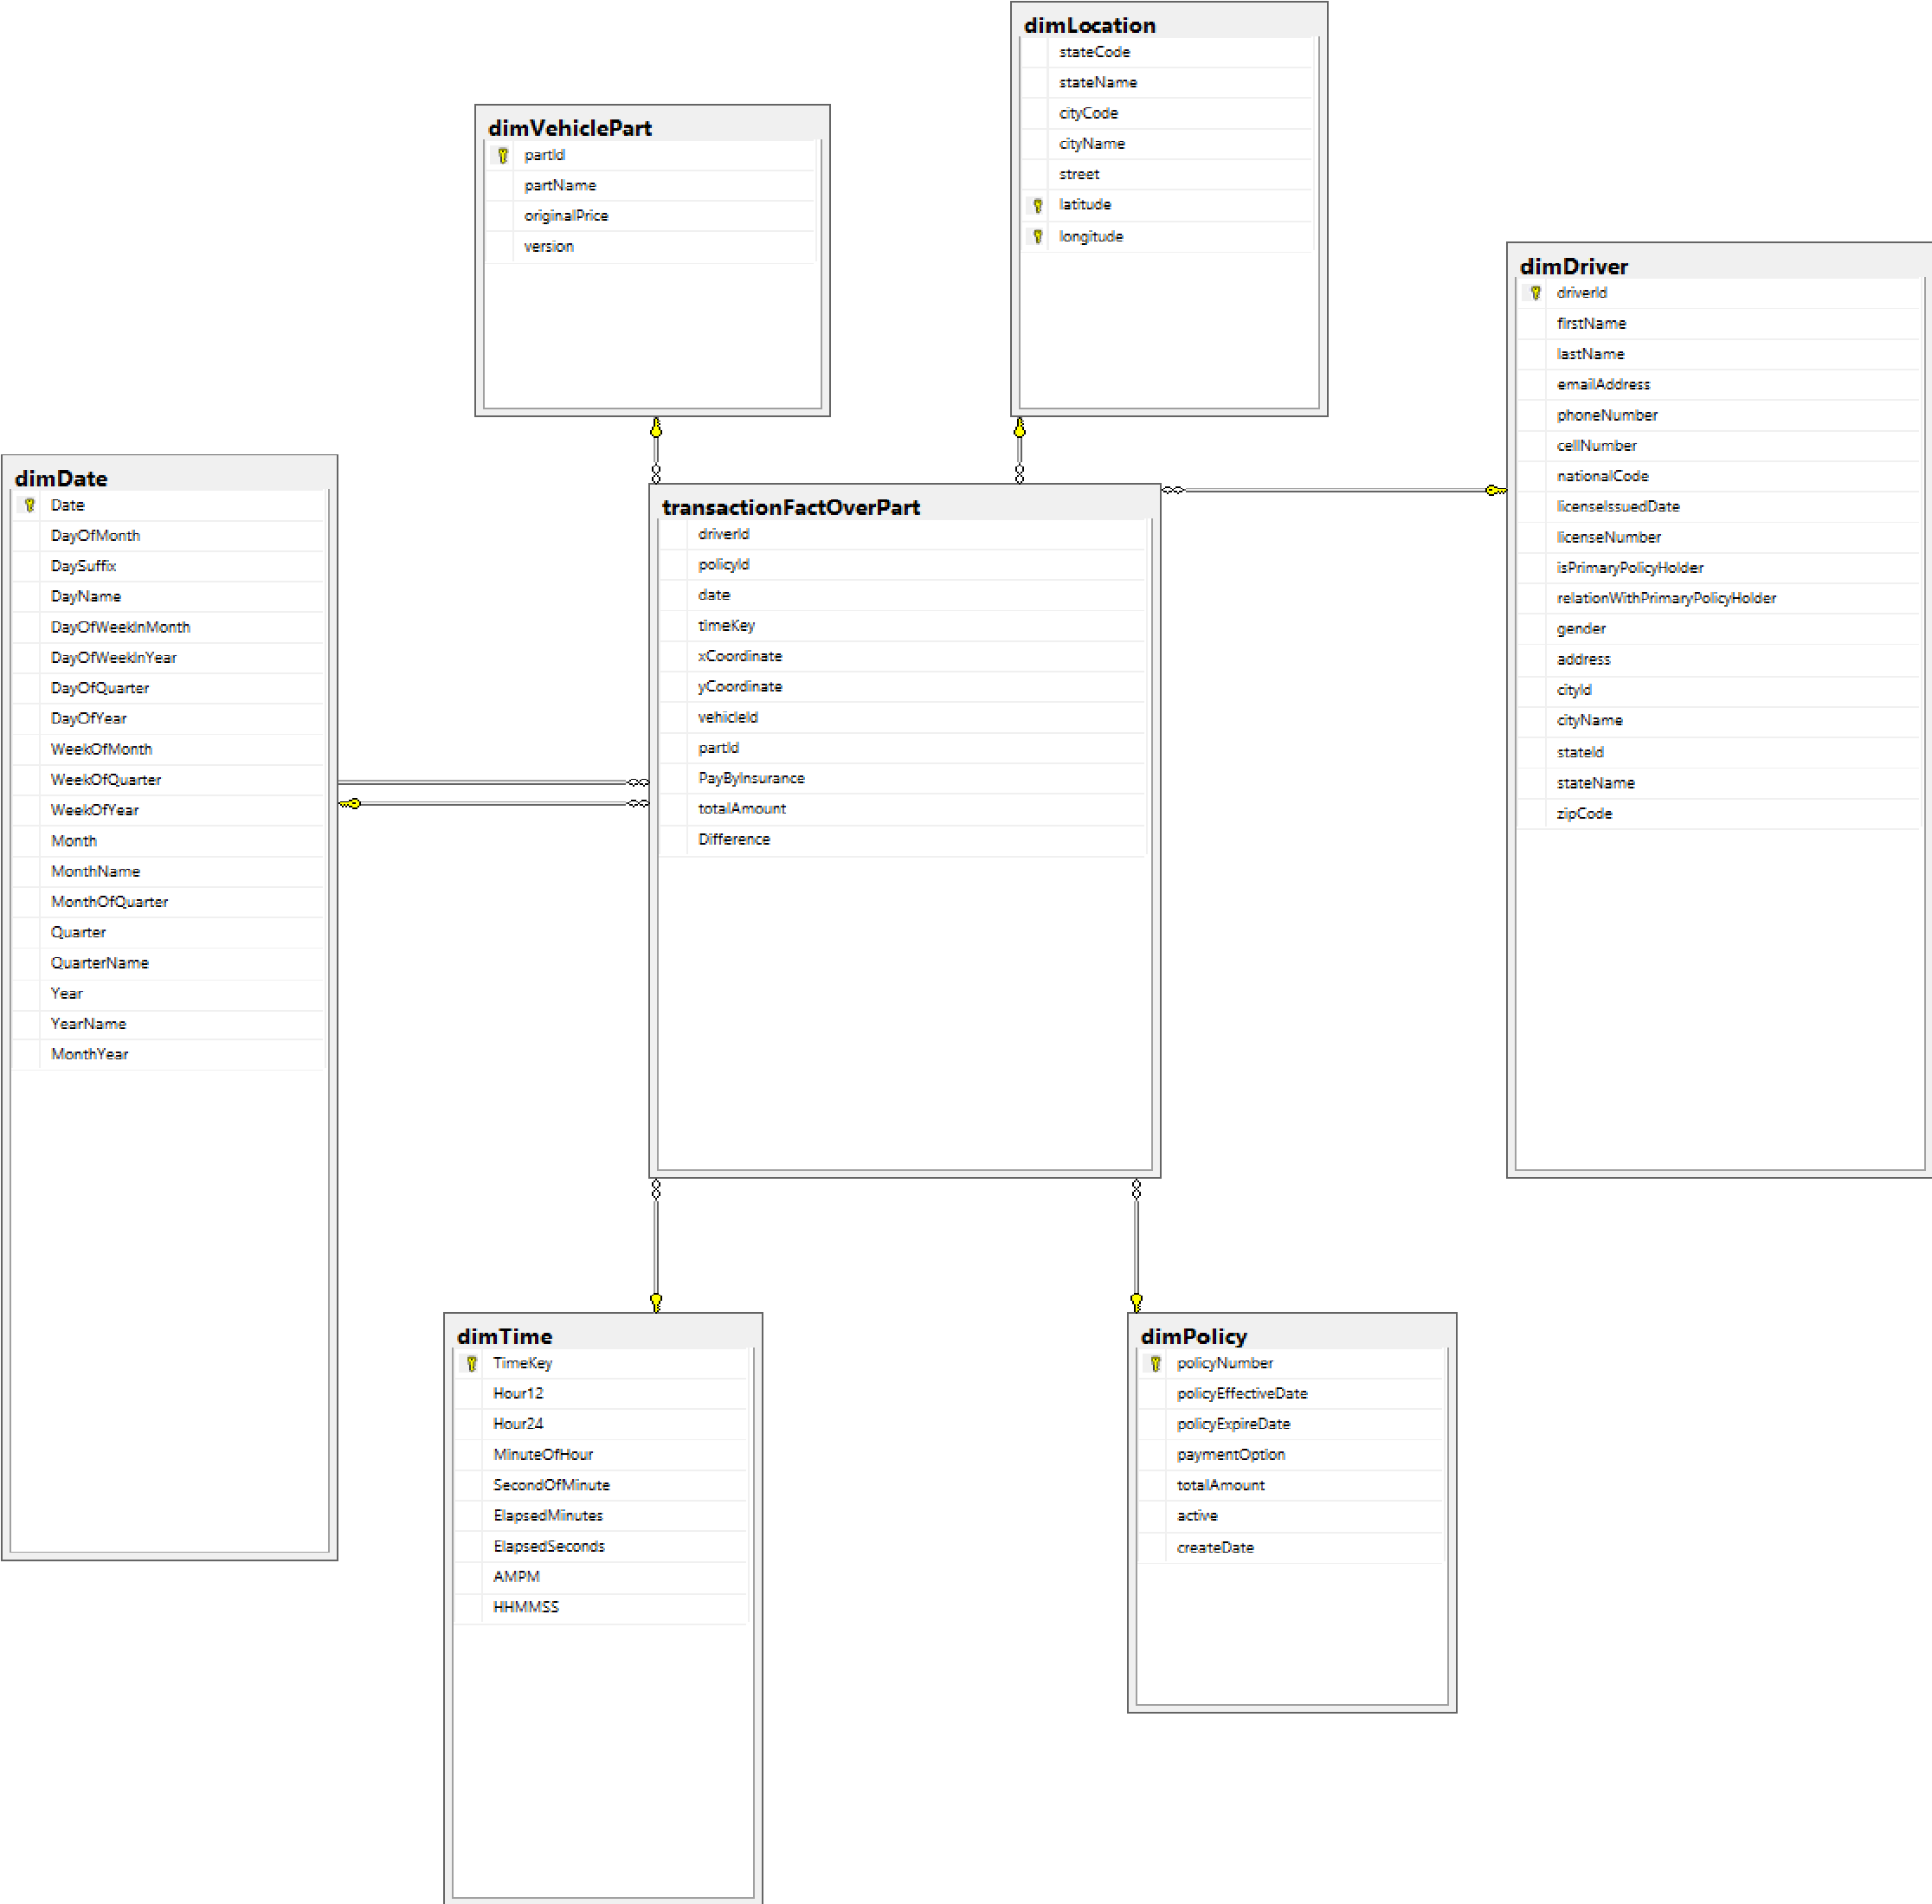 dimLocation
stateCode
stateName
cityCode
cityName
street
latitude
longitude
dimVehiclePart
partId
partName
originalPrice
version
dimDriver
driverId
firstName
lastName
emailAddress
phoneNumber
cellNumber
nationalCode
licenseIssuedDate
licenseNumber
isPrimaryPolicyHolder
relationWithPrimaryPolicyHolder
gender
address
cityId
cityName
stateId
stateName
zipCode
dimDate
Date
DayOfMonth
DaySuffix
DayName
DayOfWeekInMonth
DayOfWeekInYear
DayOfQuarter
DayOfYear
WeekOfMonth
WeekOfQuarter
WeekOfYear
Month
MonthName
MonthOfQuarter
Quarter
QuarterName
Year
YearName
MonthYear
transactionFactOverPart
driverId
policyId
date
timeKey
xCoordinate
yCoordinate
vehicleId
partId
PayByInsurance
totalAmount
Difference
dimTime
TimeKey
Hour12
Hour24
MinuteOfHour
SecondOfMinute
ElapsedMinutes
ElapsedSeconds
AMPM
HHMMSS
dimPolicy
policyNumber
policyEffectiveDate
policyExpireDate
paymentOption
totalAmount
active
createDate